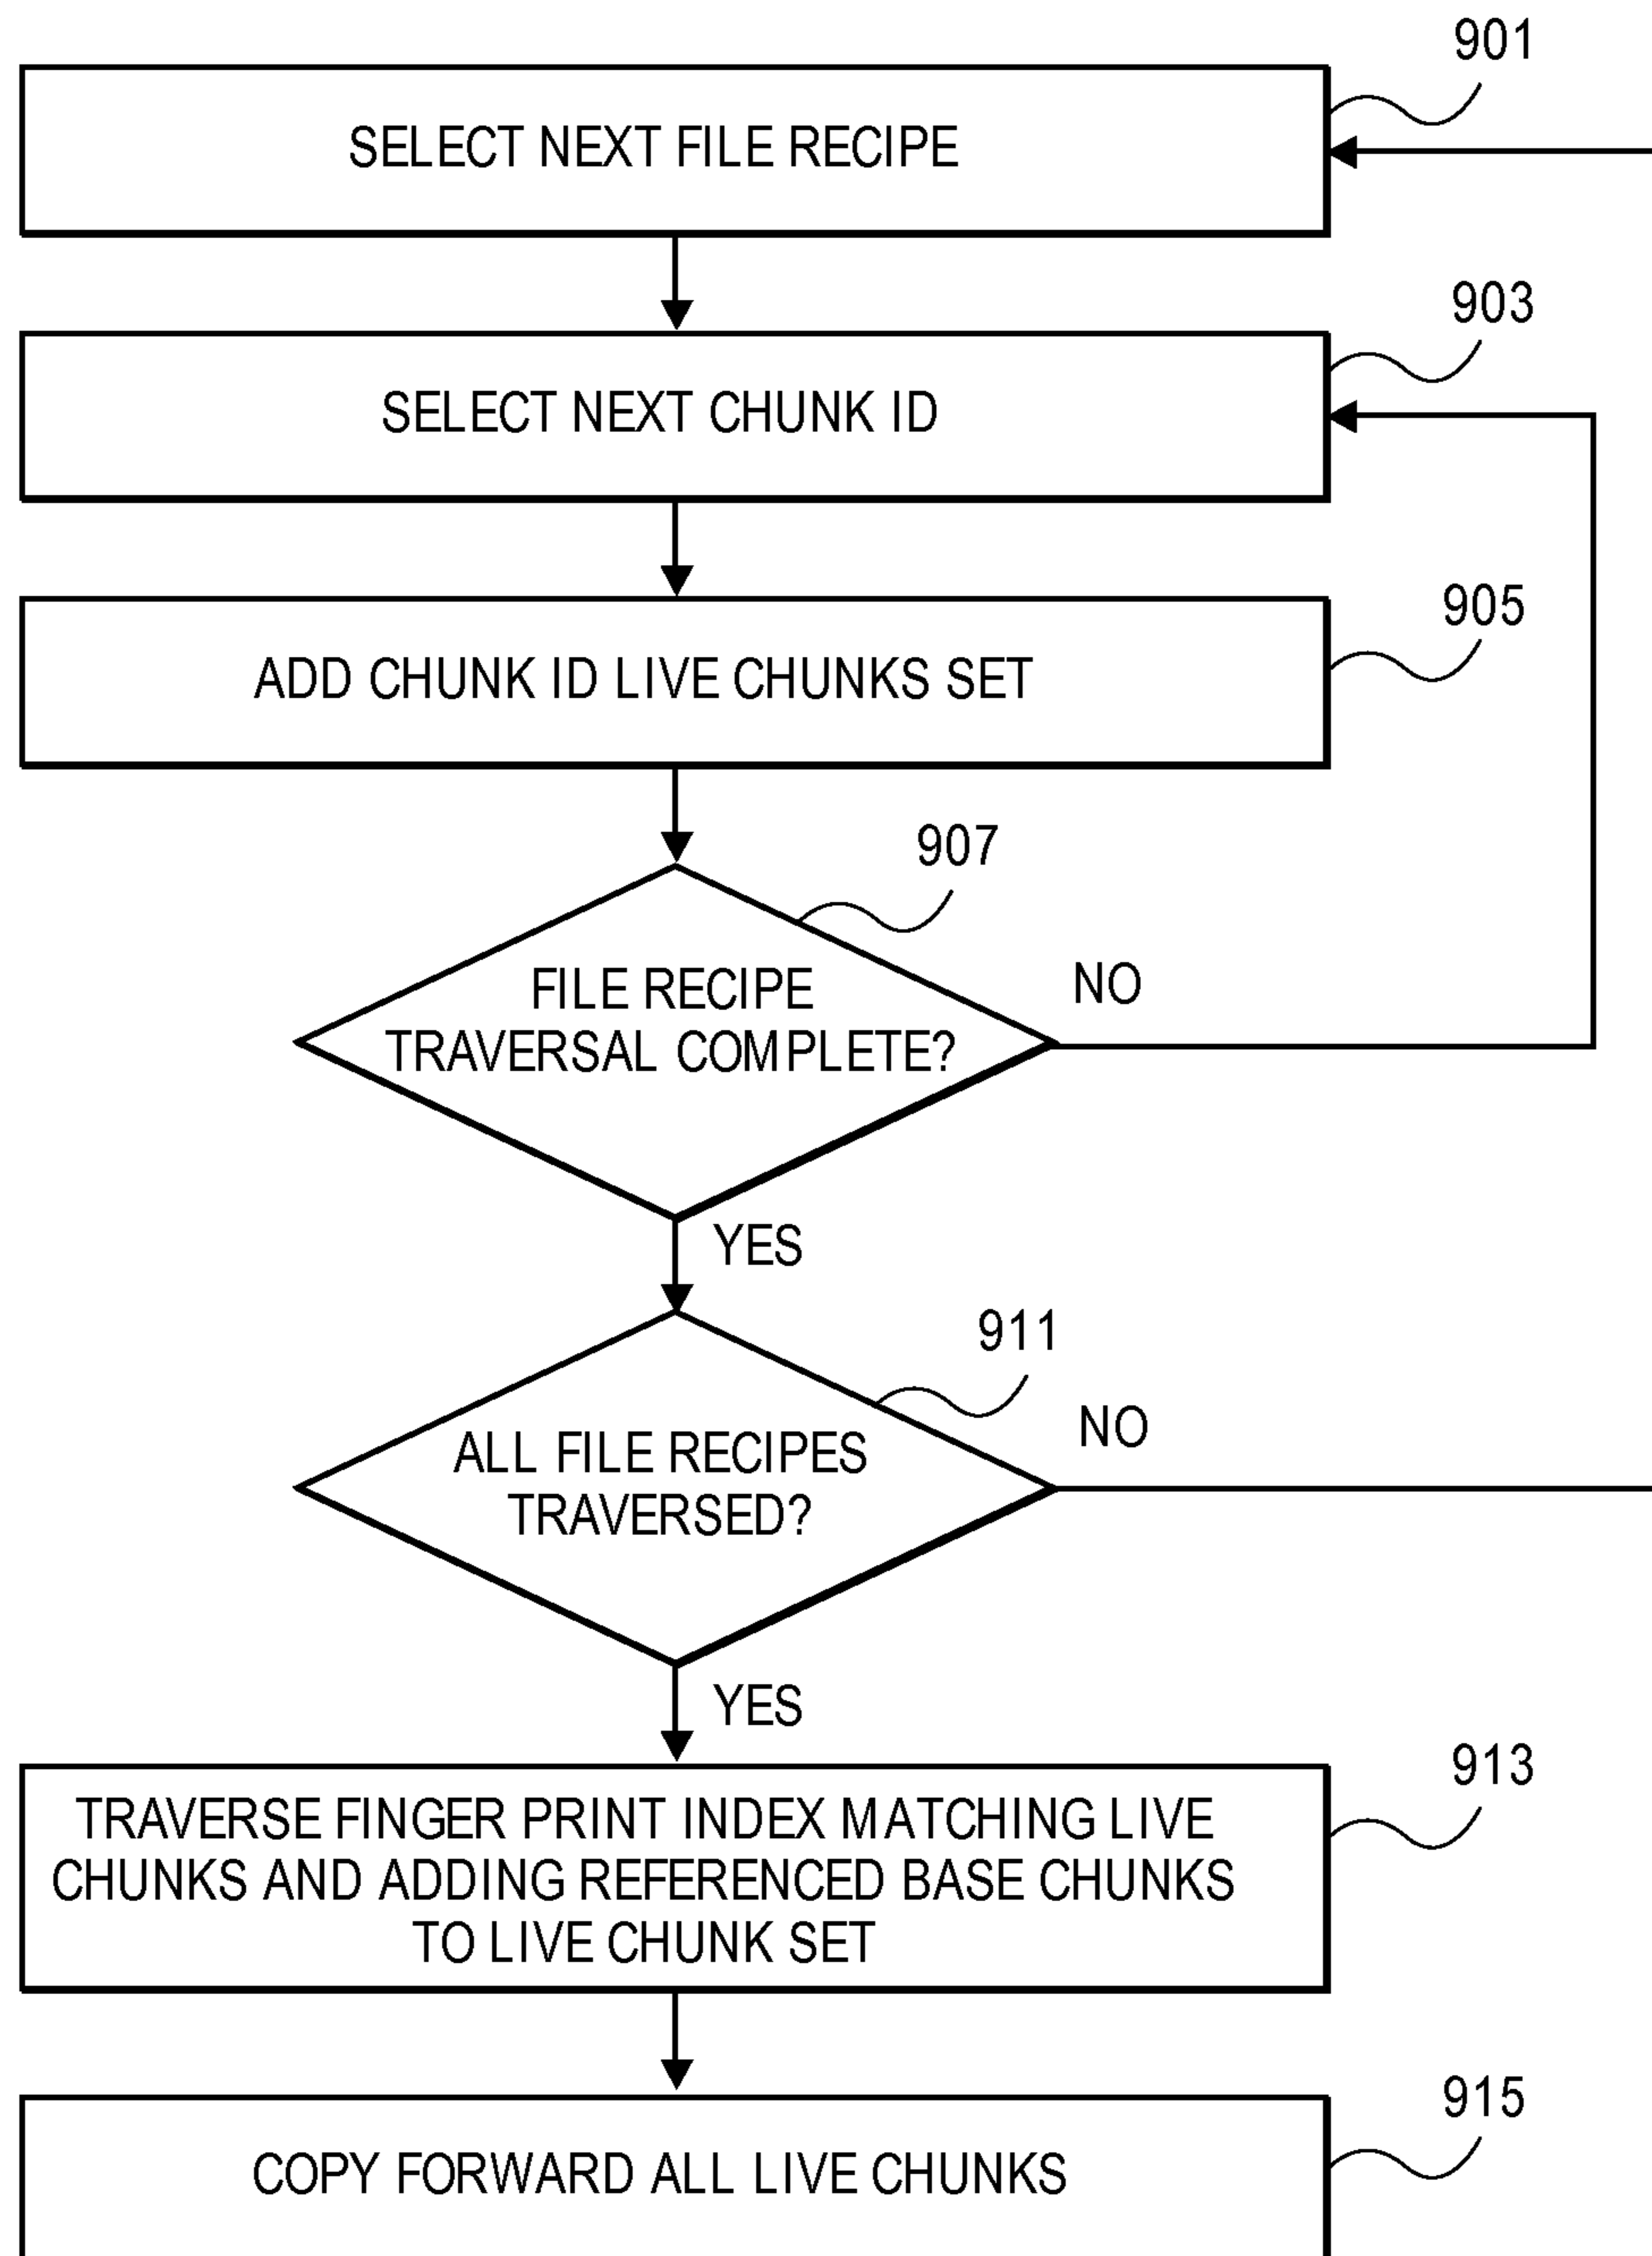 901
SELECT NEXT FILE RECIPE
903
SELECT NEXT CHUNK ID
905
ADD CHUNK ID LIVE CHUNKS SET
907
FILE RECIPE
TRAVERSAL COMPLETE?
NO
YES
911
ALL FILE RECIPES
TRAVERSED?
NO
YES
913
TRAVERSE FINGER PRINT INDEX MATCHING LIVE
CHUNKS AND ADDING REFERENCED BASE CHUNKS
TO LIVE CHUNK SET
915
COPY FORWARD ALL LIVE CHUNKS